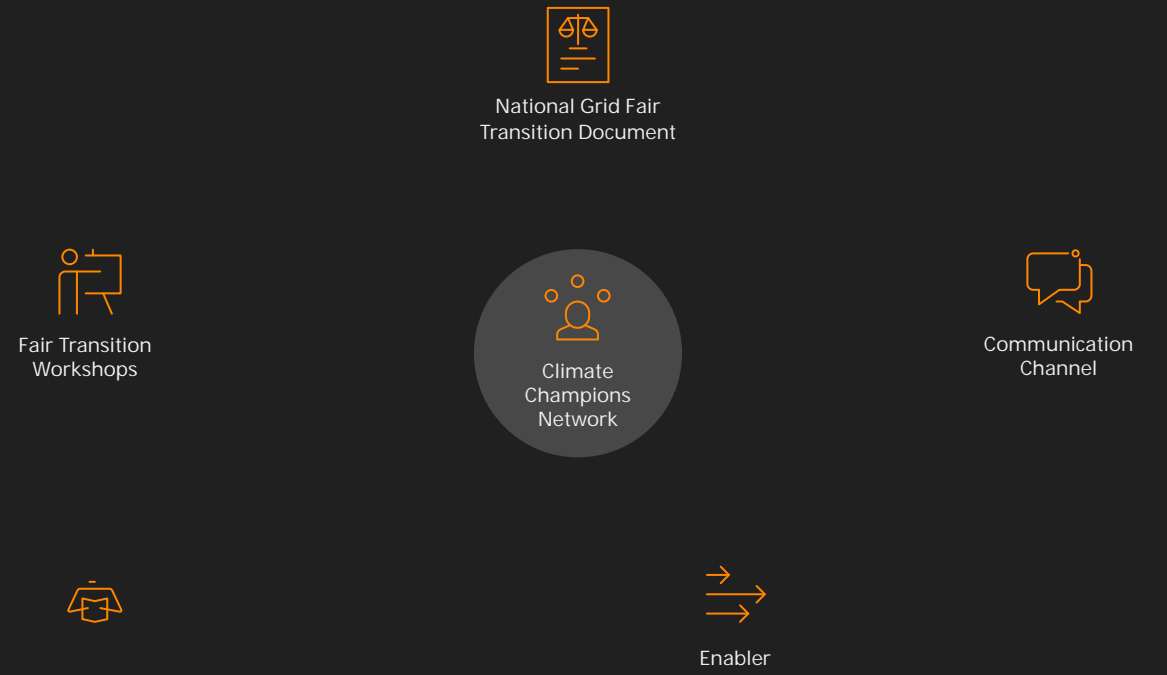 National Grid Fair
Transition Document
Fair Transition
Workshops
Climate
Champions
Network
Communication
Channel
Enabler